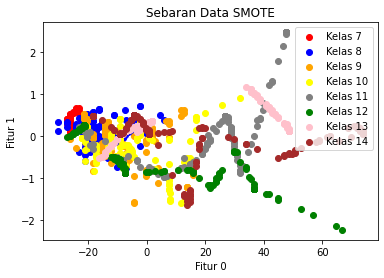 Sebaran Data SMOTE
Kelas 7
Kelas 8
Kelas 9
Kelas 10
Kelas 11
Kelas 12
Kelas 13
Kelas 14
2
1
0
−1
−2
Fitur 1
−20
0
20
40
60
Fitur 0